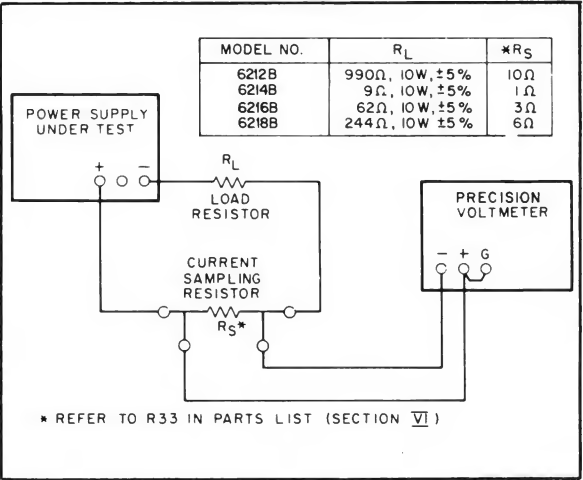 MODEL NO. RL *RS
6212B 990Ω, 10W, ±5% 10Ω
6214B 9Ω, 10W, ±5% 1Ω
6216B 62Ω, 10W, ±5% 3Ω
6218B 244Ω, 10W ±5% 6Ω
POWER SUPPLY
UNDER TEST
+ −
RL
LOAD
RESISTOR
PRECISION
VOLTMETER
− + G
CURRENT
SAMPLING
RESISTOR
RS*
* REFER TO R33 IN PARTS LIST (SECTION VI)